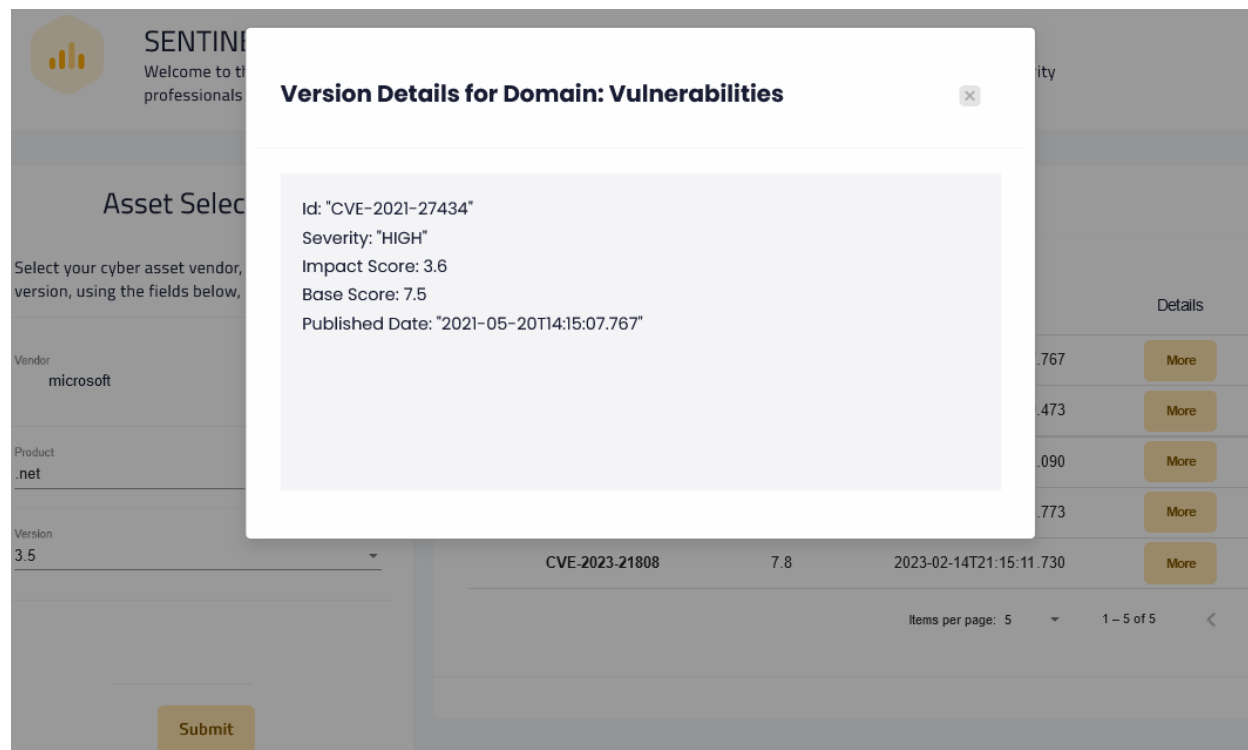 SENTINE
Welcome to th
professionals
ity
Version Details for Domain: Vulnerabilities
Id: "CVE-2021-27434"
Severity: "HIGH"
Impact Score: 3.6
Base Score: 7.5
Published Date: "2021-05-20T14:15:07.767"
Asset Selec
Select your cyber asset vendor,
version, using the fields below,
Vendor
microsoft
Product
.net
Version
3.5
Submit
Details
.767 More
.473 More
.090 More
.773 More
CVE-2023-21808 7.8 2023-02-14T21:15:11.730 More
Items per page: 5 1 – 5 of 5